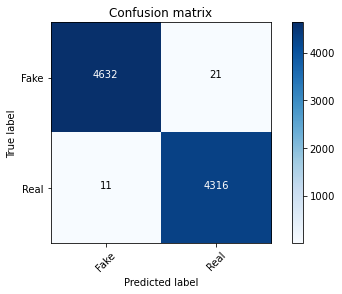 Confusion matrix
True label
Fake
4632
21
Real
11
4316
Fake
Real
Predicted label
4000
3000
2000
1000